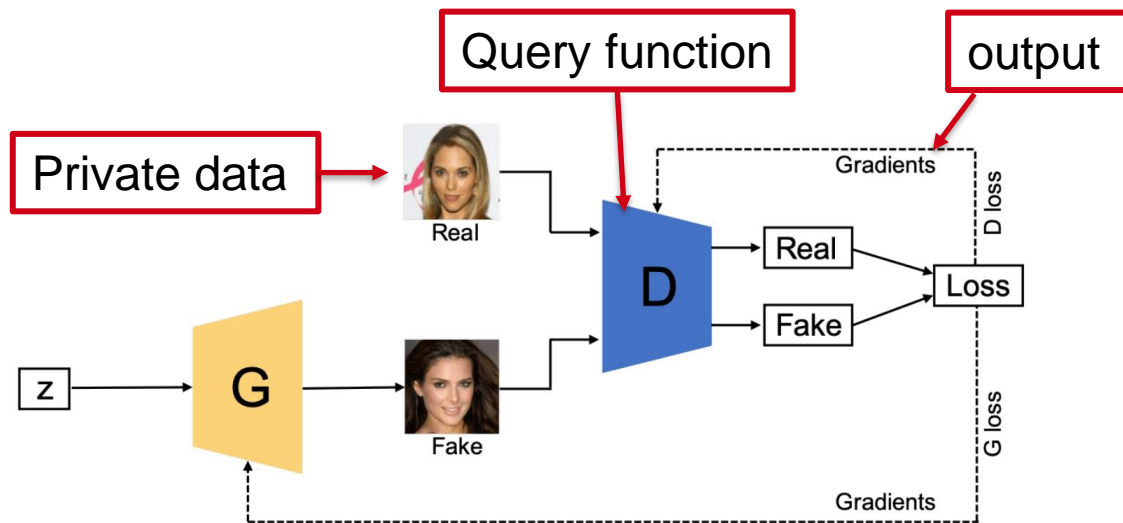 Query function
output
Private data
Gradients
Real
D loss
Real
D
Loss
Fake
z
G
Fake
G loss
Gradients